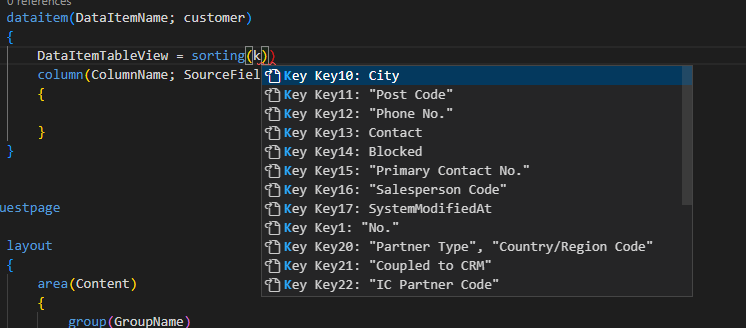 0 references
dataitem(DataItemName; customer)
{
DataItemTableView = sorting(k))
column(ColumnName; SourceFiel
{
}
}
Key Key10: City
Key Key11: "Post Code"
Key Key12: "Phone No."
Key Key13: Contact
Key Key14: Blocked
Key Key15: "Primary Contact No."
Key Key16: "Salesperson Code"
Key Key17: SystemModifiedAt
Key Key1: "No."
Key Key20: "Partner Type", "Country/Region Code"
Key Key21: "Coupled to CRM"
Key Key22: "IC Partner Code"
uestpage
layout
{
area(Content)
{
group(GroupName)